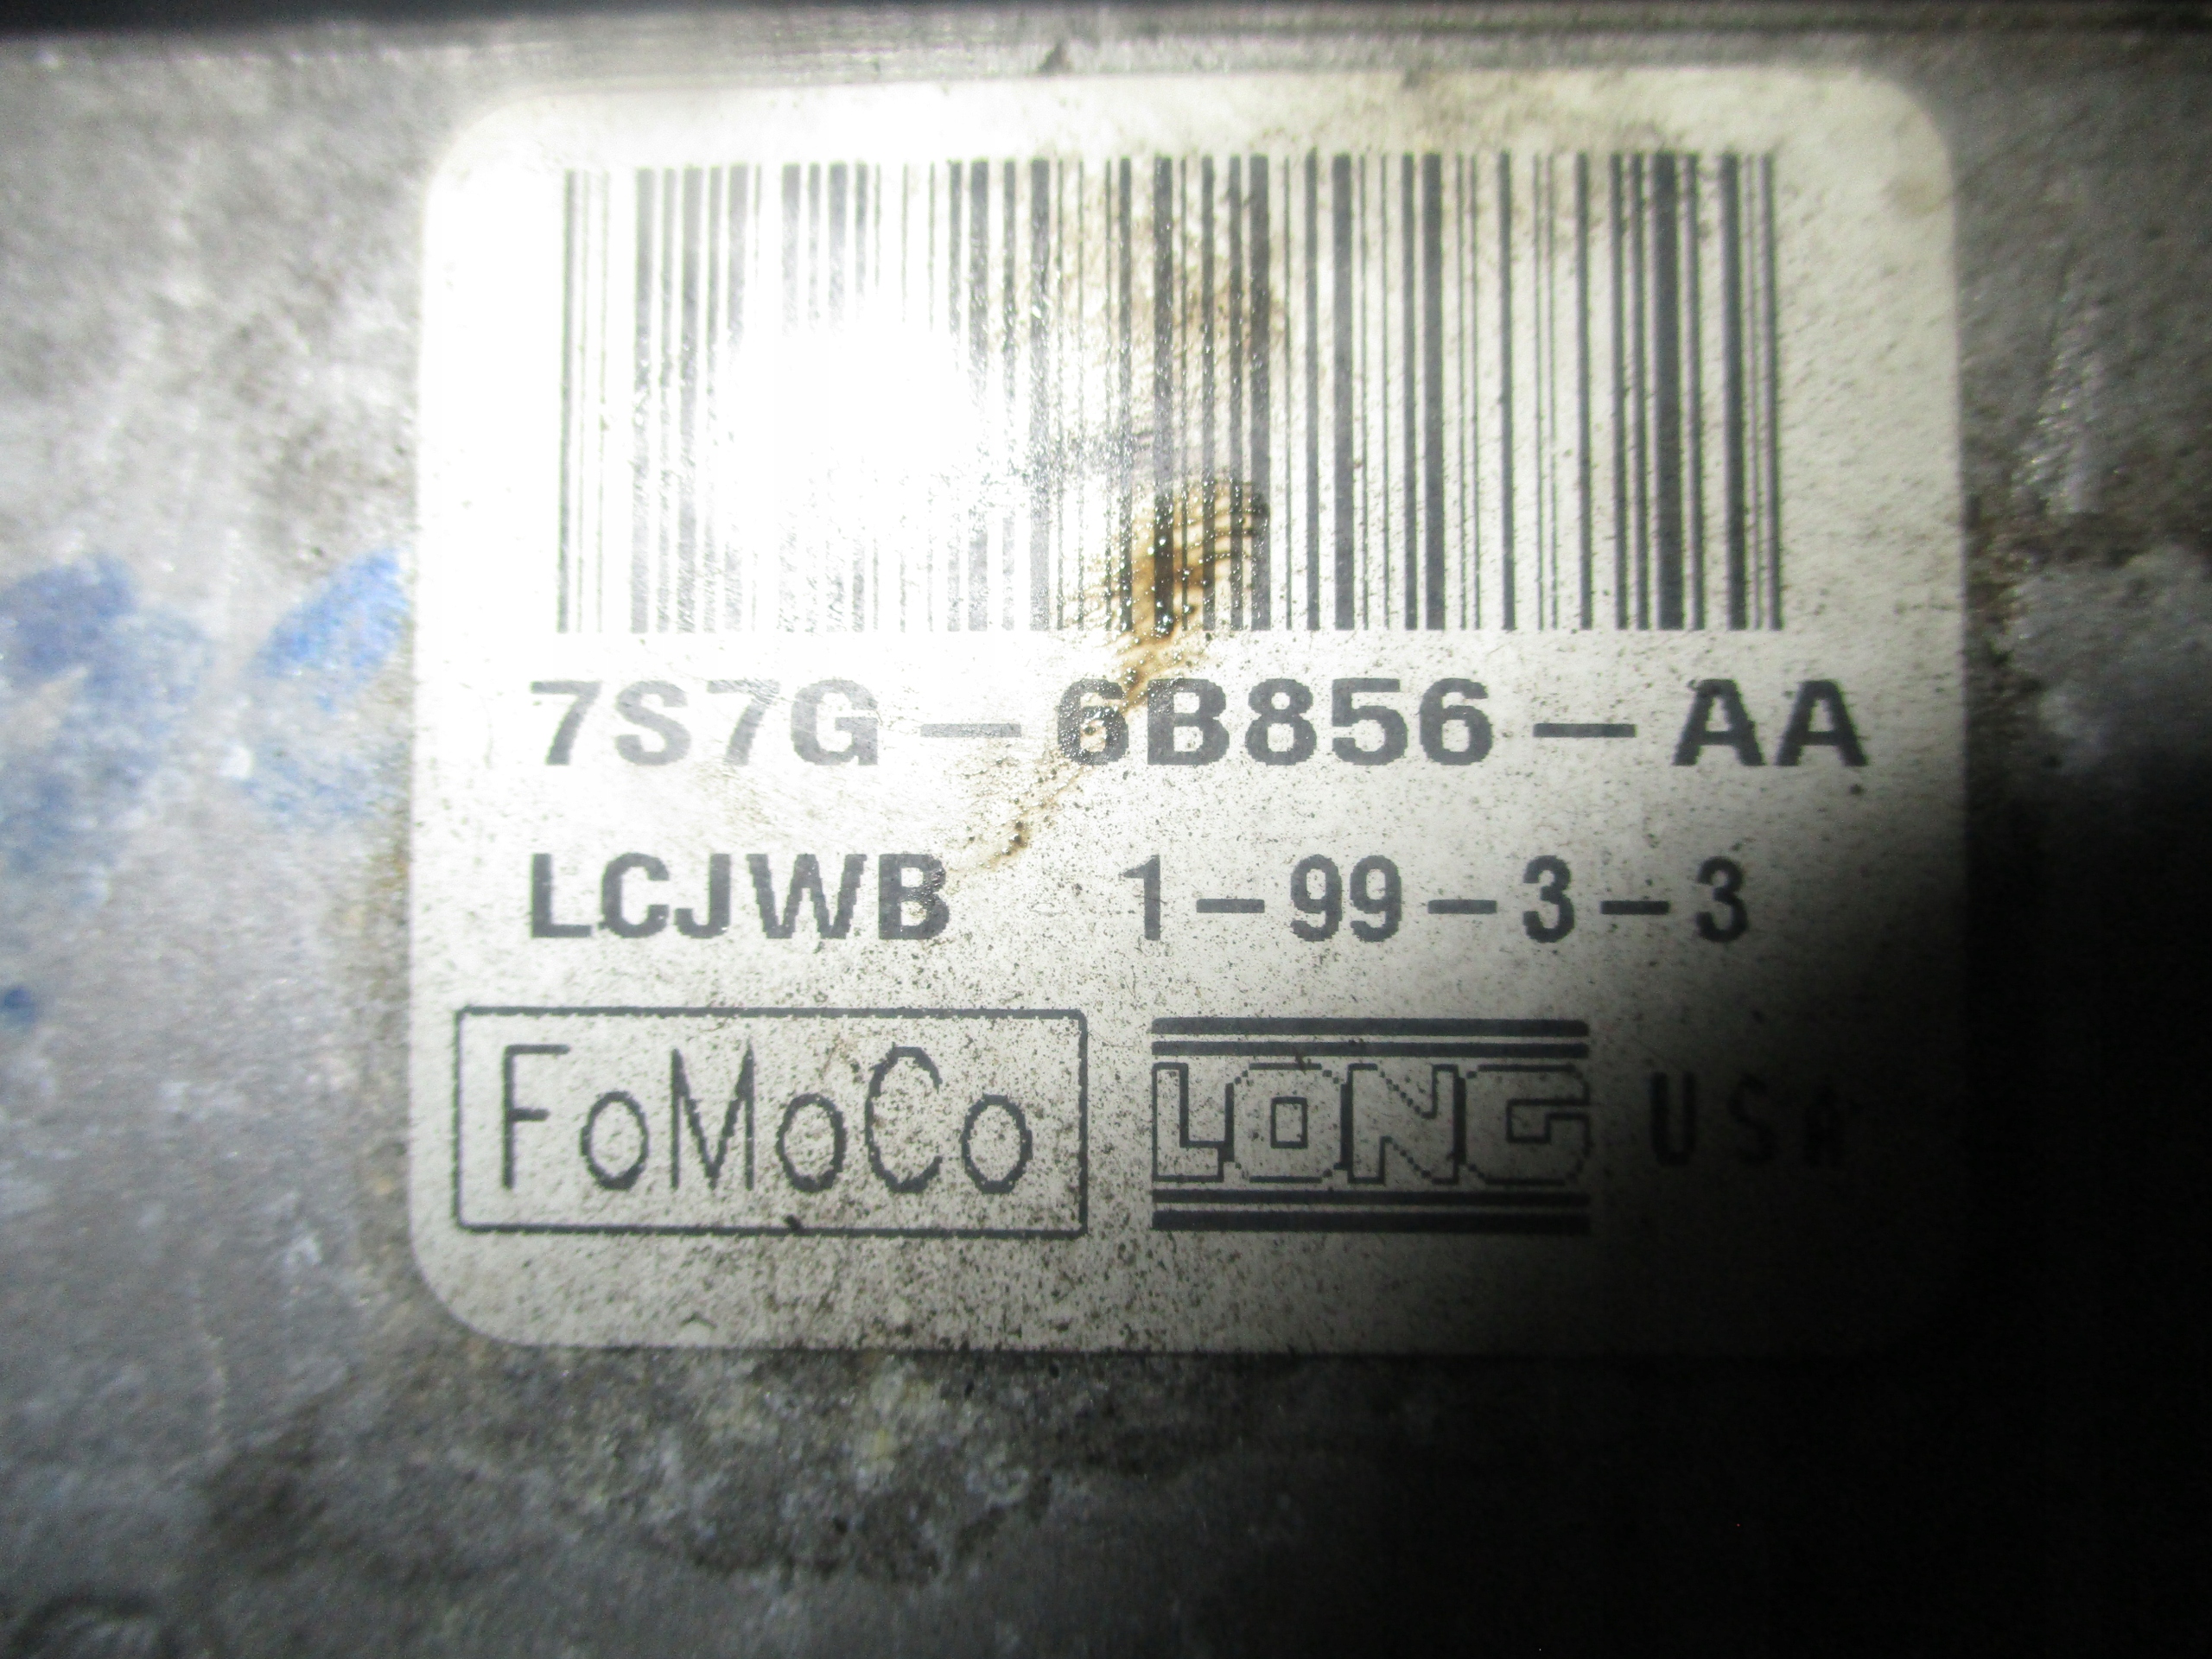 7S7G-6B856-AA
LCJWB 1-99-3-3
FoMoCo LONG USA